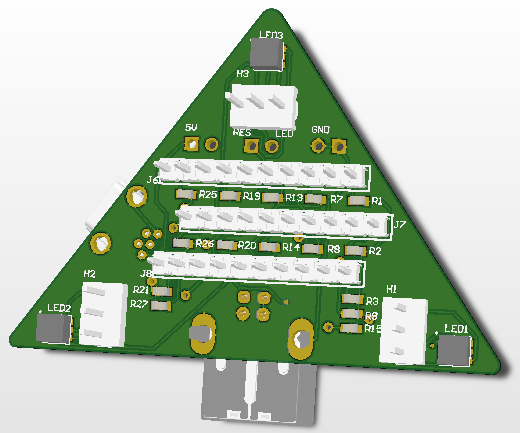 LED3
H3
5V RES LED GND
J6
R25 R19 R13 R7 R1
J7
R26 R20 R14 R8 R2
J8
H2 R21 R3 H1
R27 R8
LED2 R15 LED1